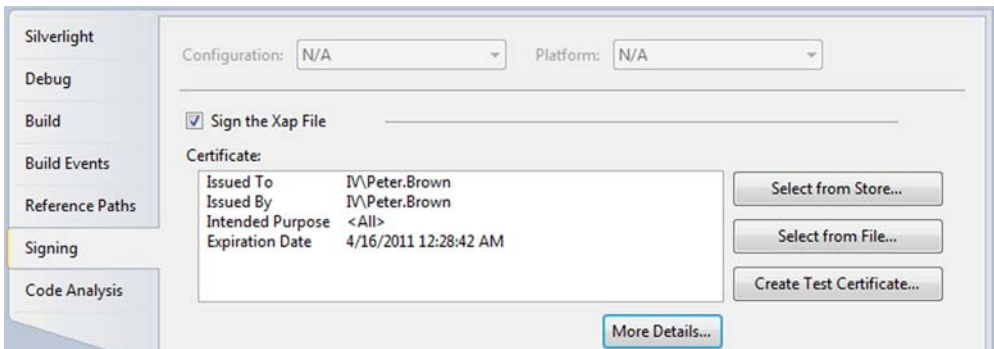 Silverlight
Debug
Build
Build Events
Reference Paths
Signing
Code Analysis
Configuration: N/A Platform: N/A
Sign the Xap File
Certificate:
Issued To IV\Peter.Brown
Issued By IV\Peter.Brown
Intended Purpose <All>
Expiration Date 4/16/2011 12:28:42 AM
Select from Store...
Select from File...
Create Test Certificate...
More Details...